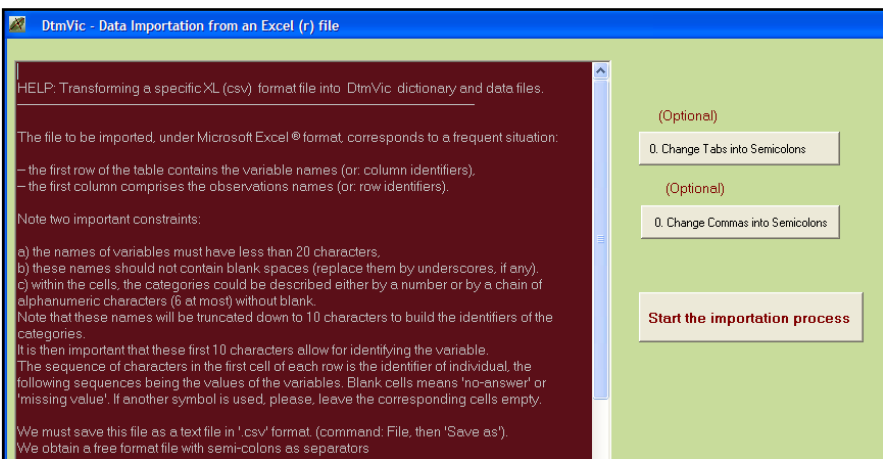 DtmVic - Data Importation from an Excel (r) file
HELP: Transforming a specific XL (csv) format file into DtmVic dictionary and data files.
The file to be imported, under Microsoft Excel ® format, corresponds to a frequent situation:
– the first row of the table contains the variable names (or: column identifiers),
– the first column comprises the observations names (or: row identifiers).
Note two important constraints:
a) the names of variables must have less than 20 characters,
b) these names should not contain blank spaces (replace them by underscores, if any).
c) within the cells, the categories could be described either by a number or by a chain of
alphanumeric characters (6 at most) without blank.
Note that these names will be truncated down to 10 characters to build the identifiers of the
categories.
It is then important that these first 10 characters allow for identifying the variable.
The sequence of characters in the first cell of each row is the identifier of individual, the
following sequences being the values of the variables. Blank cells means 'no-answer' or
'missing value'. If another symbol is used, please, leave the corresponding cells empty.
We must save this file as a text file in '.csv' format. (command: File, then 'Save as').
We obtain a free format file with semi-colons as separators
(Optional)
0. Change Tabs into Semicolons
(Optional)
0. Change Commas into Semicolons
Start the importation process